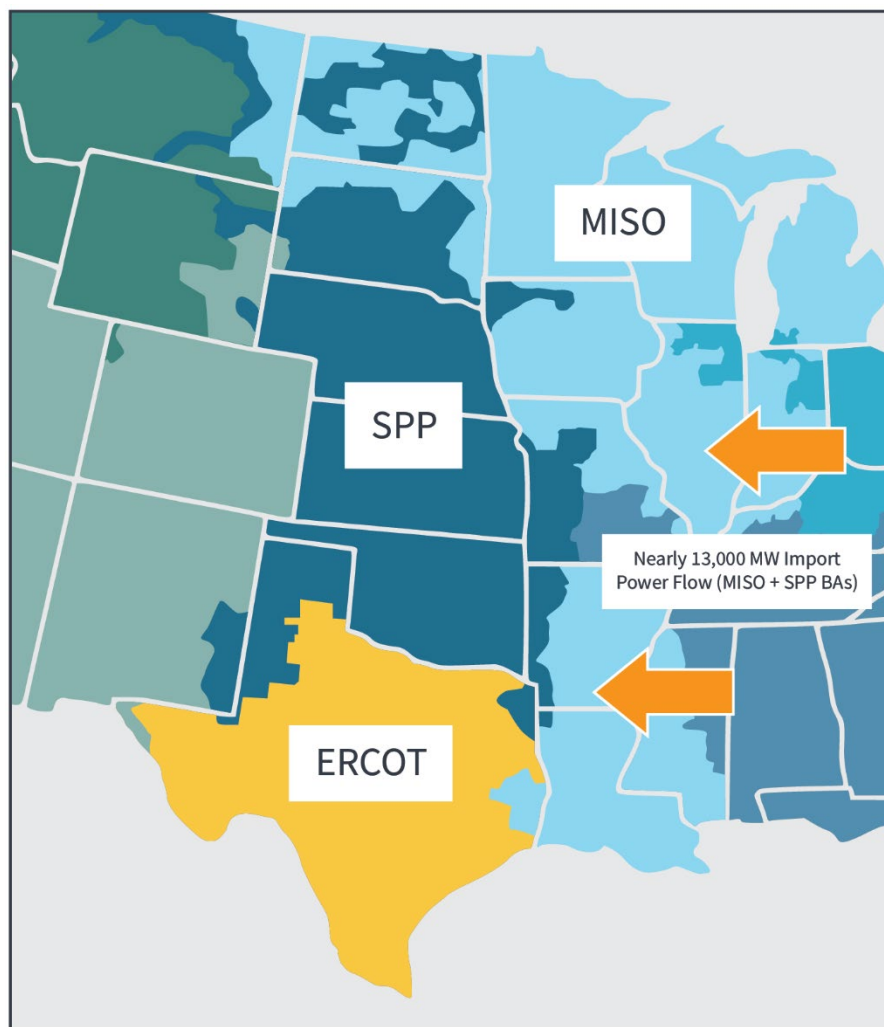 MISO
SPP
Nearly 13,000 MW Import
Power Flow (MISO + SPP BAs)
ERCOT